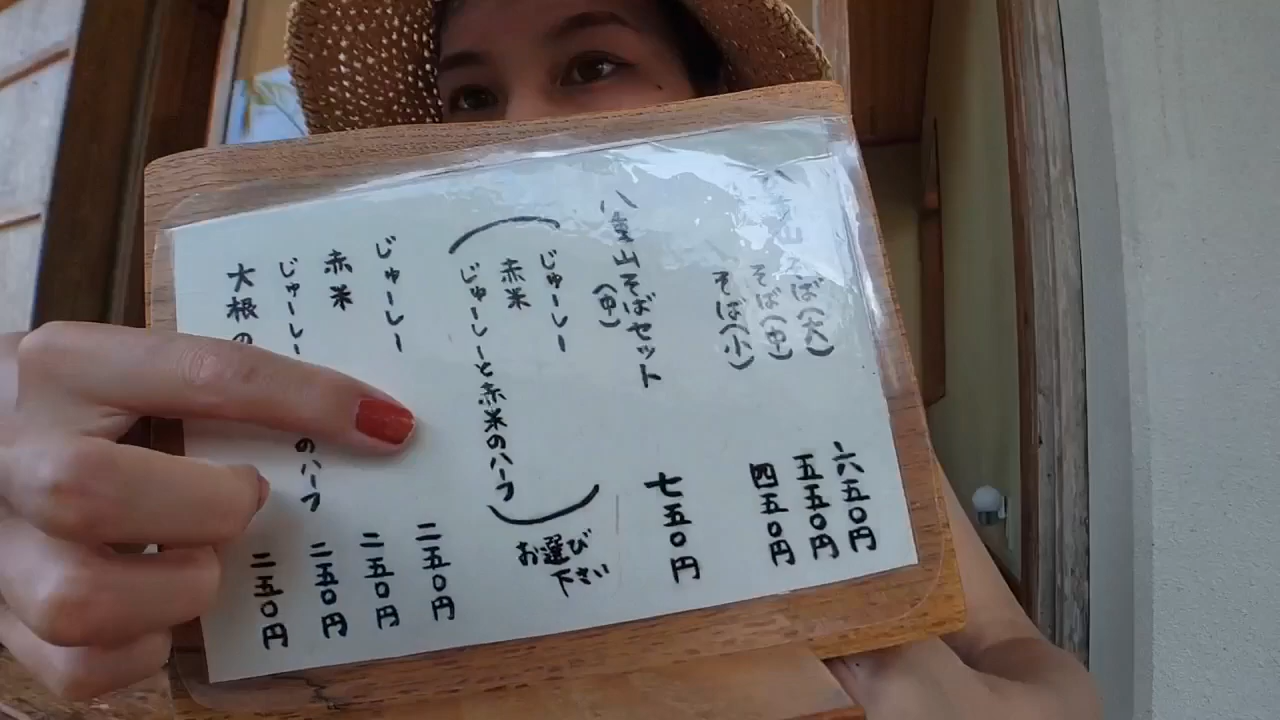 そば(大) 六五〇円
そば(中) 五五〇円
そば(小) 四五〇円
八重山そばセット 七五〇円
(中)
(じゅーしー
赤米
じゅーしーと赤米のハーフ)
お選び
下さい
じゅーしー 二五〇円
赤米 二五〇円
じゅーしー のハーフ 二五〇円
大根の 二五〇円